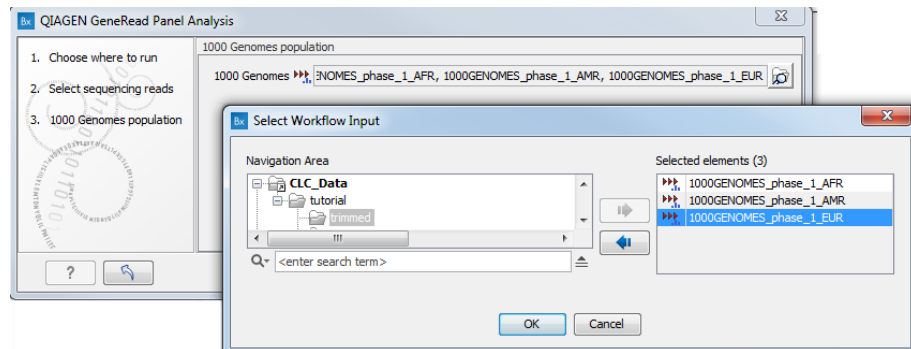 Bx QIAGEN GeneRead Panel Analysis
1. Choose where to run
2. Select sequencing reads
3. 1000 Genomes population
1000 Genomes population
1000 Genomes ENOMES_phase_1_AFR, 1000GENOMES_phase_1_AMR, 1000GENOMES_phase_1_EUR
Bx Select Workflow Input
Navigation Area
CLC_Data
tutorial
trimmed
<enter search term>
Selected elements (3)
1000GENOMES_phase_1_AFR
1000GENOMES_phase_1_AMR
1000GENOMES_phase_1_EUR
OK Cancel
?